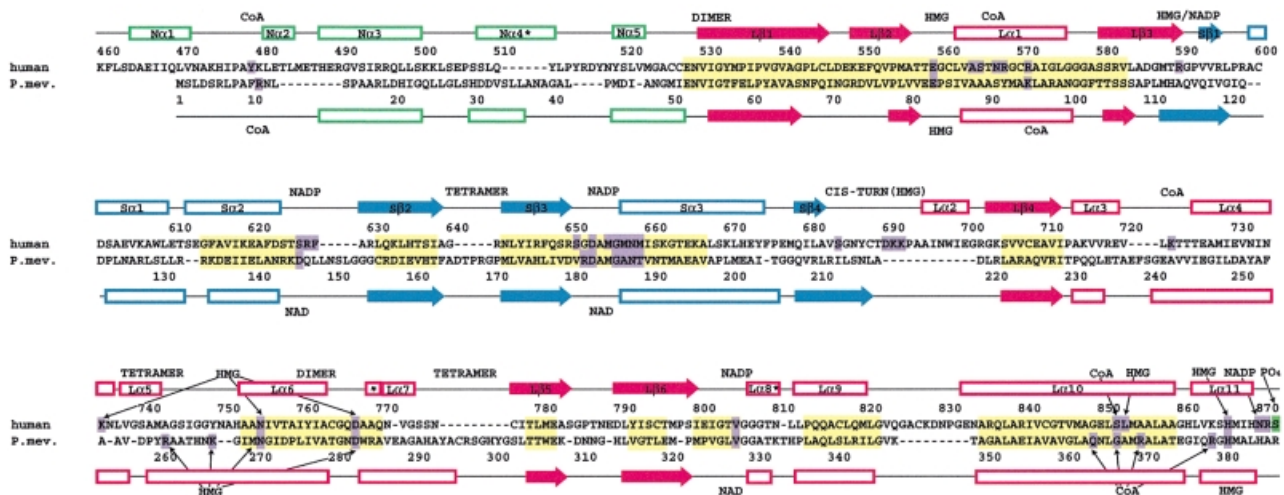 CoA DIMER HMG CoA HMG/NADP
Nα1 Nα2 Nα3 Nα4* Nα5 Lβ1 Lβ2 Lα1 Lβ3 Sβ1
460 470 480 490 500 510 520 530 540 550 560 570 580 590 600
human KFLSDAEIIQLVNAKHIPAYKLETLMETHERGVSIRRQLLSKKLSEPSSLQ------YLPYRDYNYSLVMGACCENVIGYMPIPVGVAGPLCLDEKEFQVPMATTEGCLVASTNRGCRAIGLGGGASSRVLADGMTRGPVVRLPRAC
P.mev. MSLDSRLPAFRNL------SPAARLDHIGQLLGLSHDDVSLLANAGAL----PMDI-ANGMIENVIGTFELPYAVASNFQINGRDVLVPLVVEEPSIVAAASYMAKLARANGGFTTSSSAPLMHAQVQIVGIQ--
1 10 20 30 40 50 60 70 80 90 100 110 120
CoA HMG CoA
NADP TETRAMER NADP CIS-TURN(HMG) CoA
Sα1 Sα2 Sβ2 Sβ3 Sα3 Sβ4 Lα2 Lβ4 Lα3 Lα4
610 620 630 640 650 660 670 680 690 700 710 720 730
human DSAEVKAWLETSEGFAVIKEAFDSTSRF-----ARLQKLHTSIAG----RNLYIRFQSRSGDAMGMNMISKGTEKALSKLHEYFPEMQILAVSGNYCTDKKPAAINWIEGRGKSVVCEAVIPAKVVREV----LKTTTEAMIEVNIN
P.mev. DPLNARLSLLR--RKDEIIELANRKDQLLNSLGGGCRDIEVHTFADTPRGPMLVAHLIVDVRDAMGANTVNTMAEAVAPLMEAI-TGGQVRLRILSNLA-----------DLRLARAQVRITPQQLETAEFSGEAVVIEGILDAYAF
130 140 150 160 170 180 190 200 210 220 230 240 250
NAD NAD
TETRAMER HMG DIMER TETRAMER NADP CoA HMG HMG NADP PO₄
Lα5 Lα6 * Lα7 Lβ5 Lβ6 Lα8* Lα9 Lα10 Lα11
740 750 760 770 780 790 800 810 820 830 840 850 860 870
human KNLVGSAMAGSIGGYNAHAANIVTAIYIACGQDAAQN-VGSSN---------CITLMEASGPTNEDLYISCTMPSIEIGTVGGGTNLLPQQACLQMLGVQGACKDNPGENARQLARIVCGTVMAGELSLMAALAAGHLVKSHMIHNRS
P.mev. A-AV-DPYRAATHNK--GIMNGIDPLIVATGNDWRAVEAGAHAYACRSGHYGSLTTWEK-DNNG-HLVGTLEM-PMPVGLVGGATKTHPLAQLSLRILGVK-----------TAGALAEIAVAVGLAQNLGAMRALATEGIQRGHMALHAR
260 270 280 290 300 310 320 330 340 350 360 370 380
HMG NAD CoA HMG